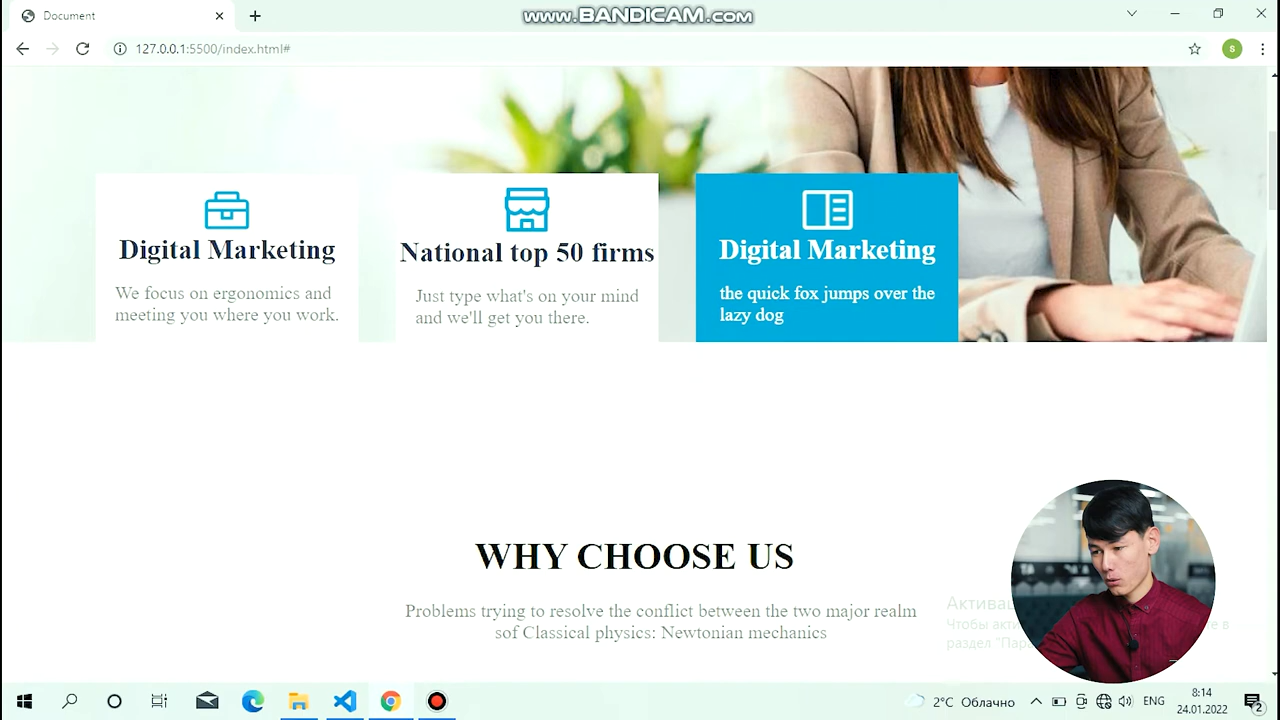 Document
www.BANDICAM.com
127.0.0.1:5500/index.html#
S
Digital Marketing
We focus on ergonomics and
meeting you where you work.
National top 50 firms
Just type what's on your mind
and we'll get you there.
Digital Marketing
the quick fox jumps over the
lazy dog
WHY CHOOSE US
Problems trying to resolve the conflict between the two major realm
sof Classical physics: Newtonian mechanics
Чтобы
раздел
2°C Облачно
ENG
8:14
24.01.2022
2